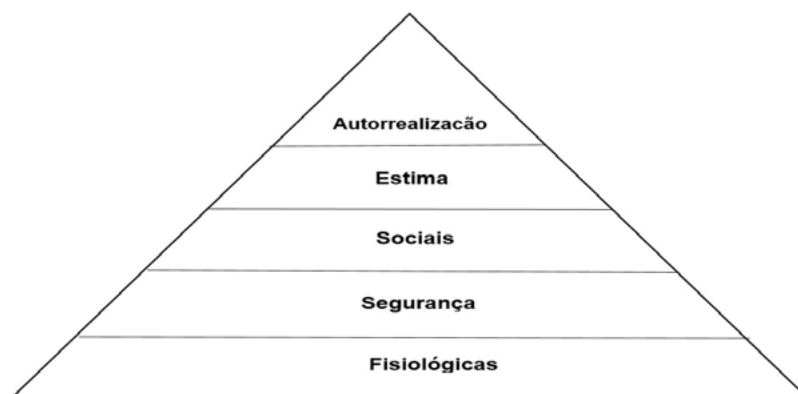 Autorrealizacão
Estima
Sociais
Segurança
Fisiológicas